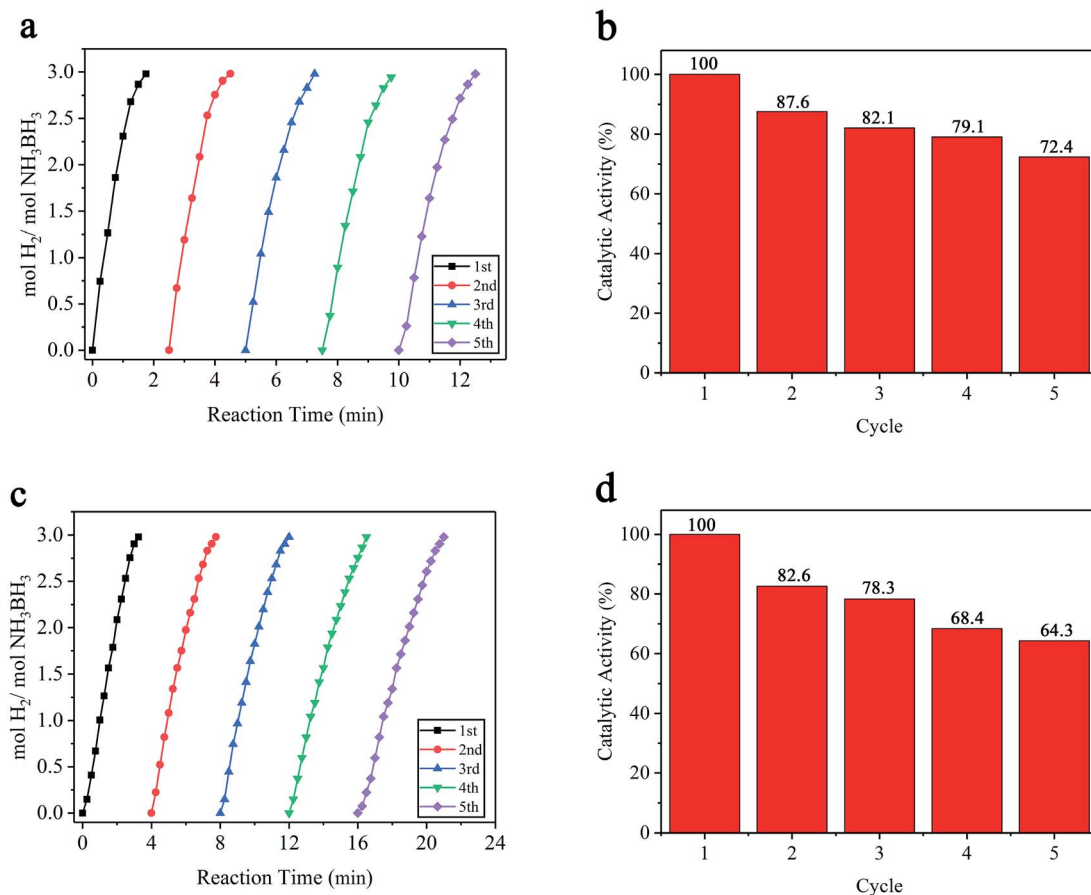 a
mol H2/ mol NH3BH3
3.0
2.5
2.0
1.5
1.0
0.5
0.0
1st
2nd
3rd
4th
5th
0 2 4 6 8 10 12
Reaction Time (min)
b
Catalytic Activity (%)
100
80
60
40
20
0
100
87.6
82.1
79.1
72.4
1 2 3 4 5
Cycle
c
mol H2/ mol NH3BH3
3.0
2.5
2.0
1.5
1.0
0.5
0.0
1st
2nd
3rd
4th
5th
0 4 8 12 16 20 24
Reaction Time (min)
d
Catalytic Activity (%)
100
80
60
40
20
0
100
82.6
78.3
68.4
64.3
1 2 3 4 5
Cycle